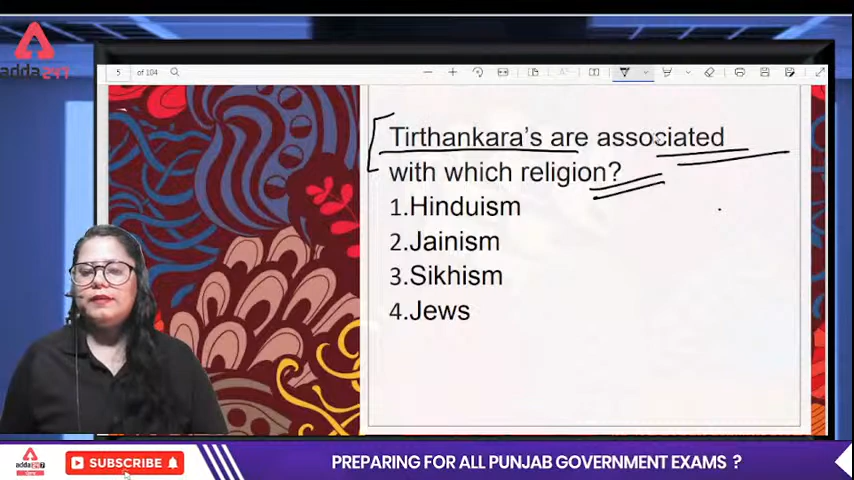 adda247
5 of 104
Tirthankara's are associated
with which religion?
1.Hinduism
2.Jainism
3.Sikhism
4.Jews
adda247
SUBSCRIBE
PREPARING FOR ALL PUNJAB GOVERNMENT EXAMS ?